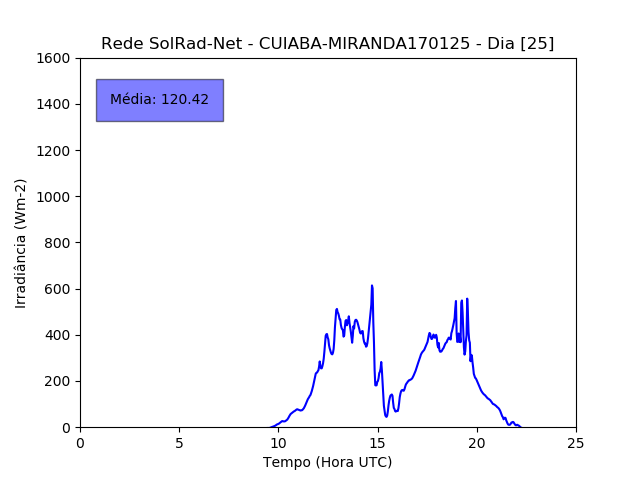 Rede SolRad-Net - CUIABA-MIRANDA170125 - Dia [25]
Média: 120.42
Irradiância (Wm-2)
1600
1400
1200
1000
800
600
400
200
0
0 5 10 15 20 25
Tempo (Hora UTC)